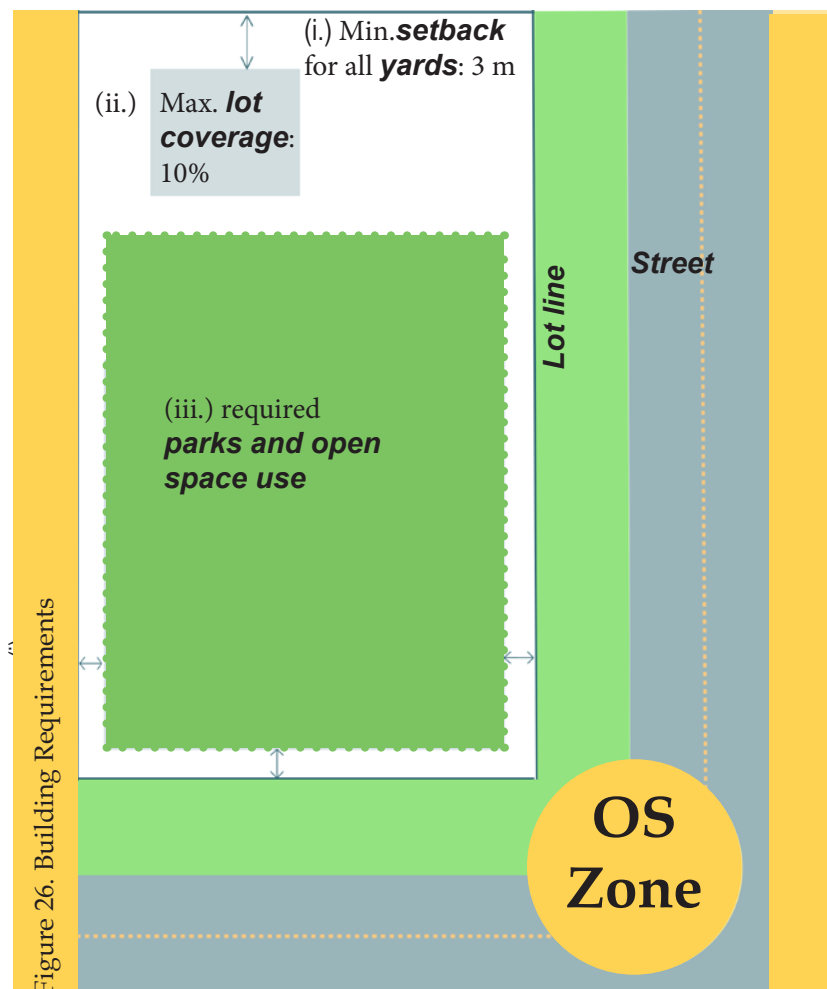 (i.) Min.setback
for all yards: 3 m
(ii.) Max. lot
coverage:
10%
Street
Lot line
(iii.) required
parks and open
space use
OS
Zone
Figure 26. Building Requirements